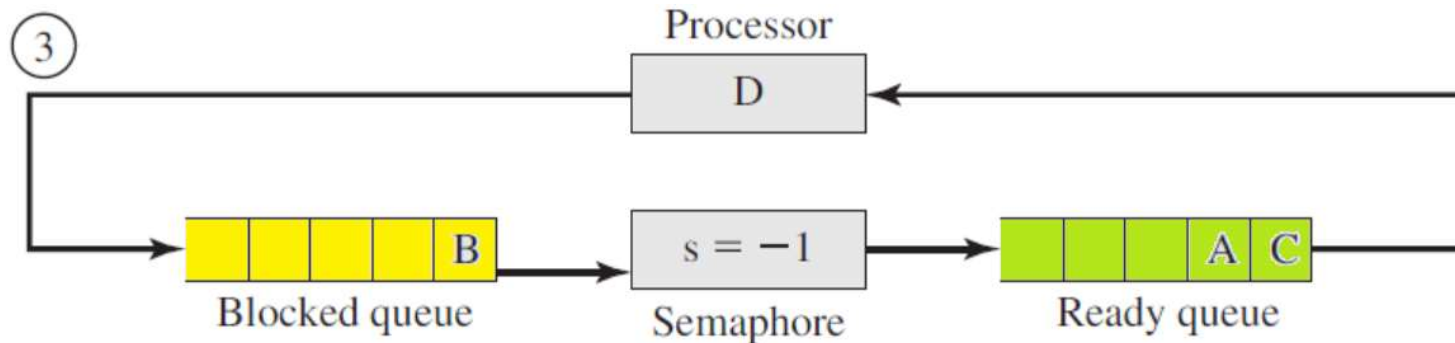 3
Processor
D
B
s = −1
A C
Blocked queue
Semaphore
Ready queue